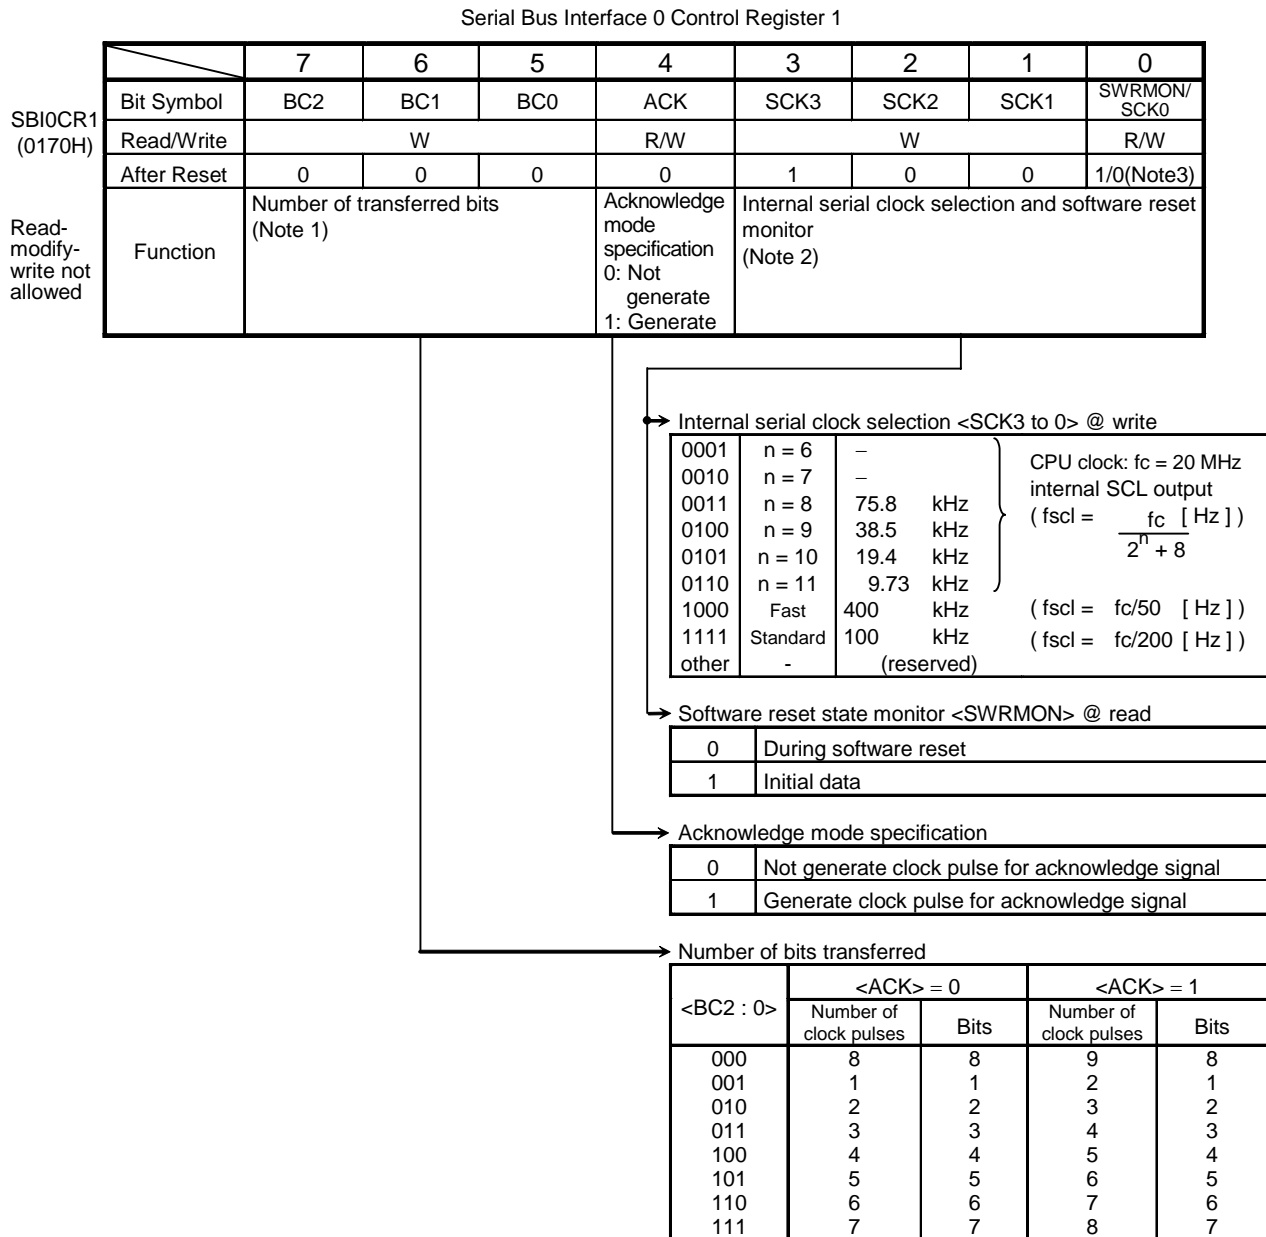 Serial Bus Interface 0 Control Register 1
7 6 5 4 3 2 1 0
SBI0CR1
(0170H)
Bit Symbol BC2 BC1 BC0 ACK SCK3 SCK2 SCK1 SWRMON/
SCK0
Read/Write W R/W W R/W
After Reset 0 0 0 0 1 0 0 1/0(Note3)
Read-
modify-
write not
allowed
Function
Number of transferred bits
(Note 1)
Acknowledge
mode
specification
0: Not
generate
1: Generate
Internal serial clock selection and software reset
monitor
(Note 2)
Internal serial clock selection <SCK3 to 0> @ write
0001 n = 6 –
0010 n = 7 –
0011 n = 8 75.8 kHz
0100 n = 9 38.5 kHz
0101 n = 10 19.4 kHz
0110 n = 11 9.73 kHz
1000 Fast 400 kHz
1111 Standard 100 kHz
other - (reserved)
CPU clock: fc = 20 MHz
internal SCL output
( fscl = fc [ Hz ] )
2n + 8
( fscl = fc/50 [ Hz ] )
( fscl = fc/200 [ Hz ] )
Software reset state monitor <SWRMON> @ read
0 During software reset
1 Initial data
Acknowledge mode specification
0 Not generate clock pulse for acknowledge signal
1 Generate clock pulse for acknowledge signal
Number of bits transferred
<BC2 : 0> <ACK> = 0 <ACK> = 1
Number of
clock pulses
Bits
Number of
clock pulses
Bits
000 8 8 9 8
001 1 1 2 1
010 2 2 3 2
011 3 3 4 3
100 4 4 5 4
101 5 5 6 5
110 6 6 7 6
111 7 7 8 7